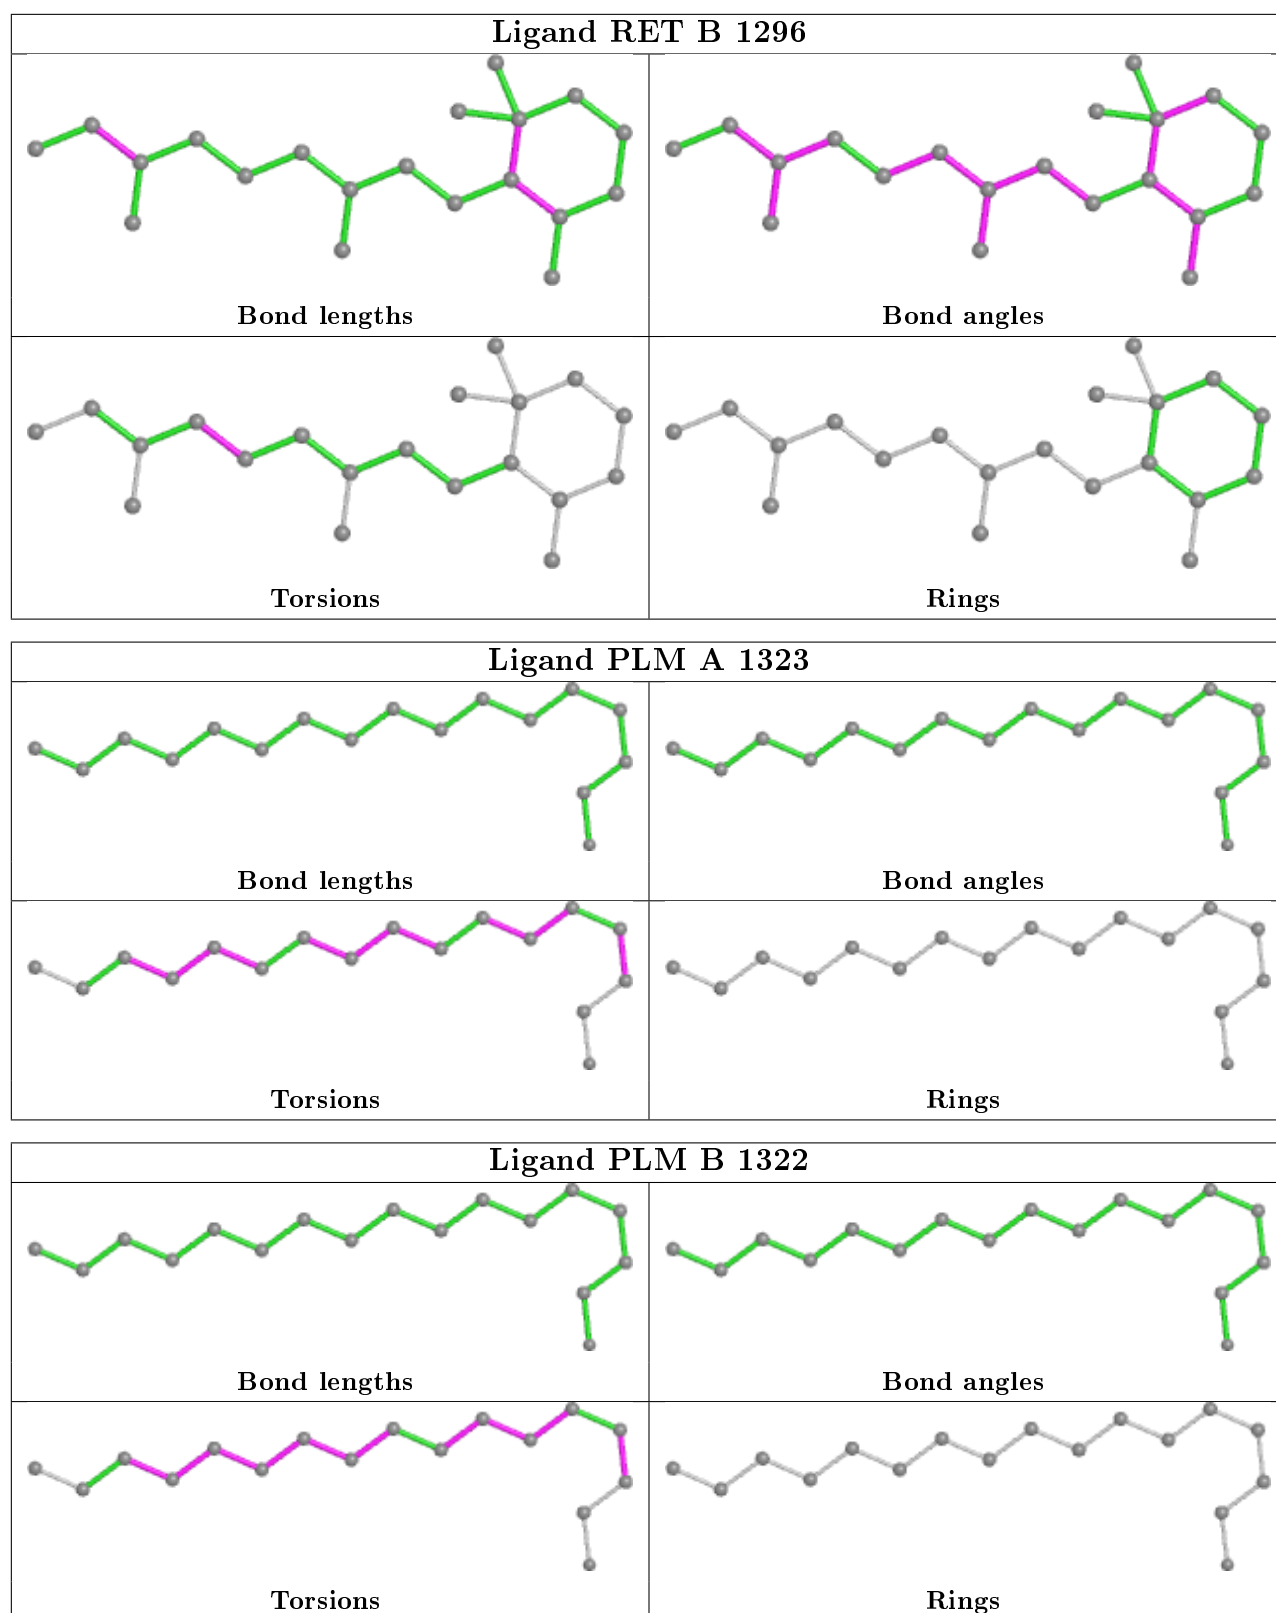 Ligand RET B 1296
Bond lengths
Bond angles
Torsions
Rings
Ligand PLM A 1323
Bond lengths
Bond angles
Torsions
Rings
Ligand PLM B 1322
Bond lengths
Bond angles
Torsions
Rings